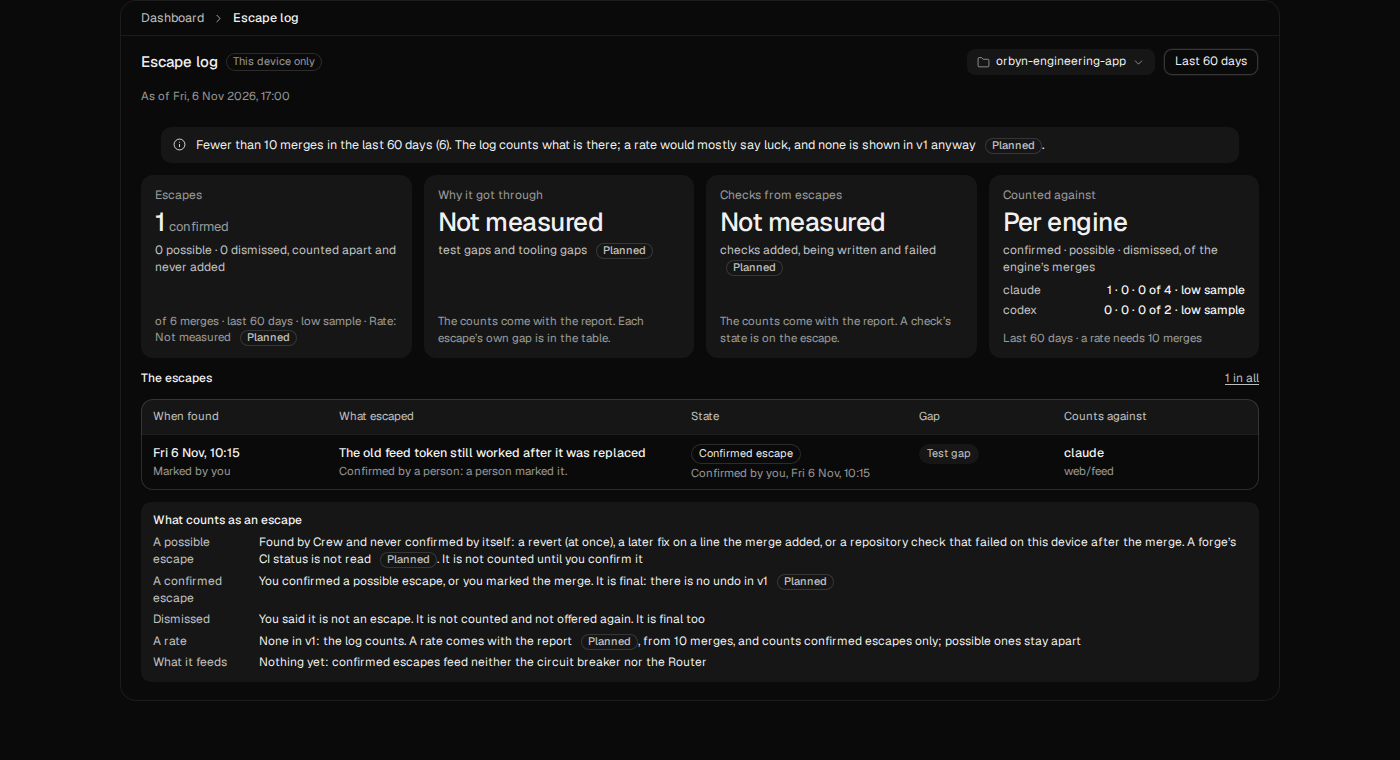 Dashboard > Escape log
Escape log This device only orbyn-engineering-app Last 60 days
As of Fri, 6 Nov 2026, 17:00
Fewer than 10 merges in the last 60 days (6). The log counts what is there; a rate would mostly say luck, and none is shown in v1 anyway Planned.
Escapes
1 confirmed
0 possible · 0 dismissed, counted apart and
never added
of 6 merges · last 60 days · low sample · Rate:
Not measured Planned
Why it got through
Not measured
test gaps and tooling gaps Planned
The counts come with the report. Each
escape's own gap is in the table.
Checks from escapes
Not measured
checks added, being written and failed
Planned
The counts come with the report. A check's
state is on the escape.
Counted against
Per engine
confirmed · possible · dismissed, of the
engine's merges
claude 1 · 0 · 0 of 4 · low sample
codex 0 · 0 · 0 of 2 · low sample
Last 60 days · a rate needs 10 merges
The escapes 1 in all
When found What escaped State Gap Counts against
Fri 6 Nov, 10:15 The old feed token still worked after it was replaced Confirmed escape Test gap claude
Marked by you Confirmed by a person: a person marked it. Confirmed by you, Fri 6 Nov, 10:15 web/feed
What counts as an escape
A possible Found by Crew and never confirmed by itself: a revert (at once), a later fix on a line the merge added, or a repository check that failed on this device after the merge. A forge's
escape CI status is not read Planned. It is not counted until you confirm it
A confirmed You confirmed a possible escape, or you marked the merge. It is final: there is no undo in v1 Planned
escape
Dismissed You said it is not an escape. It is not counted and not offered again. It is final too
A rate None in v1: the log counts. A rate comes with the report Planned, from 10 merges, and counts confirmed escapes only; possible ones stay apart
What it feeds Nothing yet: confirmed escapes feed neither the circuit breaker nor the Router